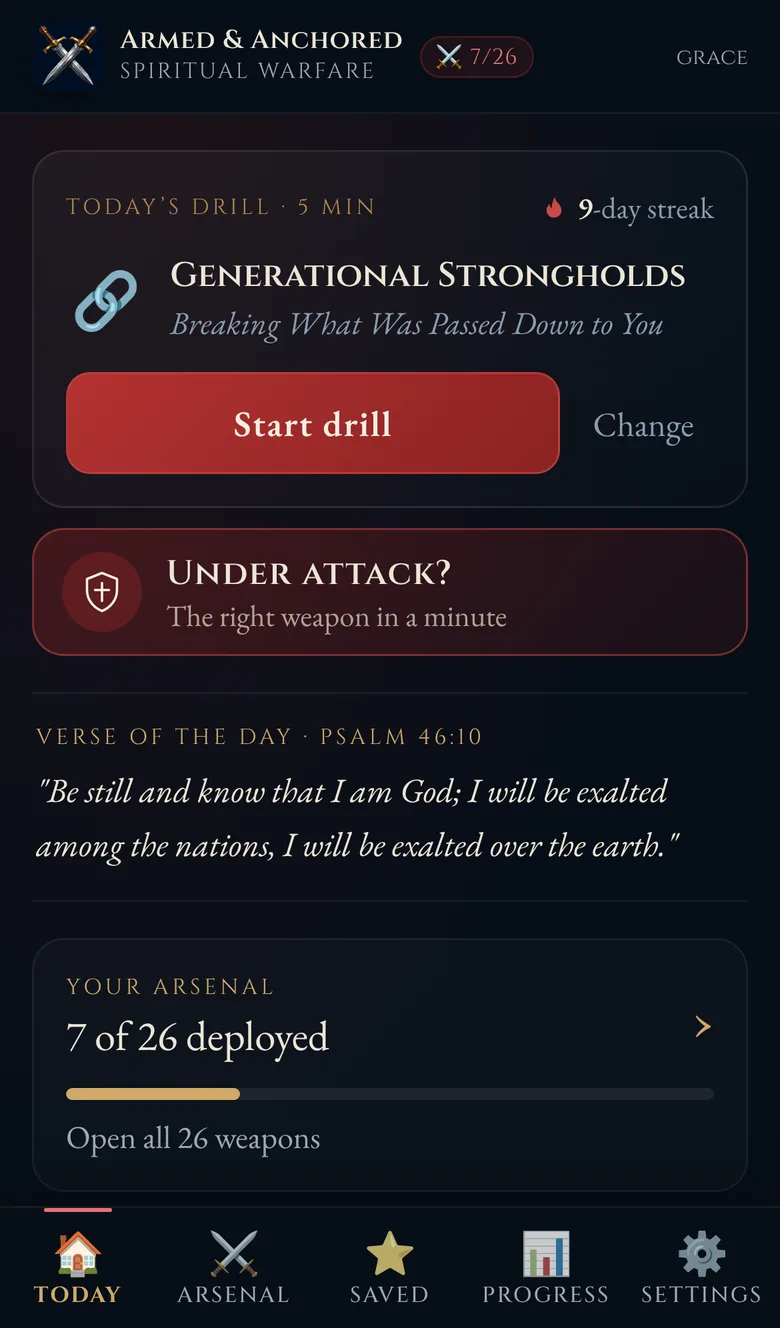 Armed & Anchored
SPIRITUAL WARFARE
7/26
GRACE
TODAY'S DRILL · 5 MIN
9-day streak
Generational Strongholds
Breaking What Was Passed Down to You
Start drill
Change
Under attack?
The right weapon in a minute
VERSE OF THE DAY · PSALM 46:10
"Be still and know that I am God; I will be exalted
among the nations, I will be exalted over the earth."
YOUR ARSENAL
7 of 26 deployed
Open all 26 weapons
TODAY
ARSENAL
SAVED
PROGRESS
SETTINGS